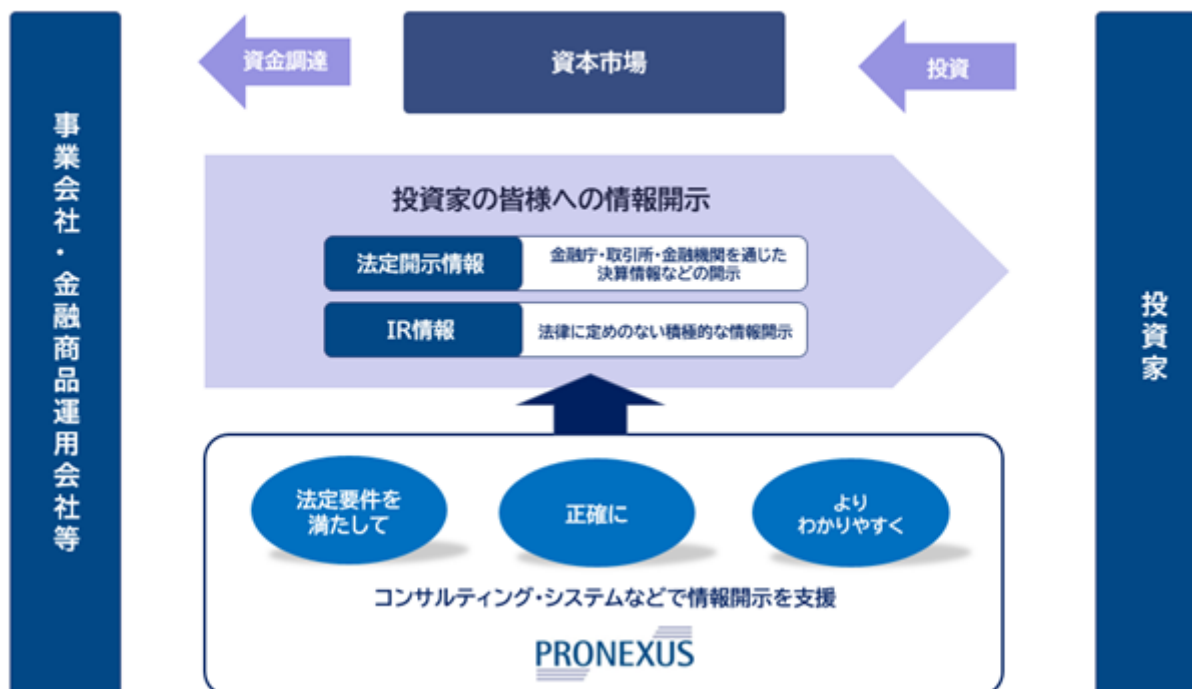 資金調達
資本市場
投資
事業会社・金融商品運用会社等
投資家の皆様への情報開示
法定開示情報
金融庁・取引所・金融機関を通じた
決算情報などの開示
IR情報
法律に定めのない積極的な情報開示
投資家
法定要件を
満たして
正確に
より
わかりやすく
コンサルティング・システムなどで情報開示を支援
PRONEXUS